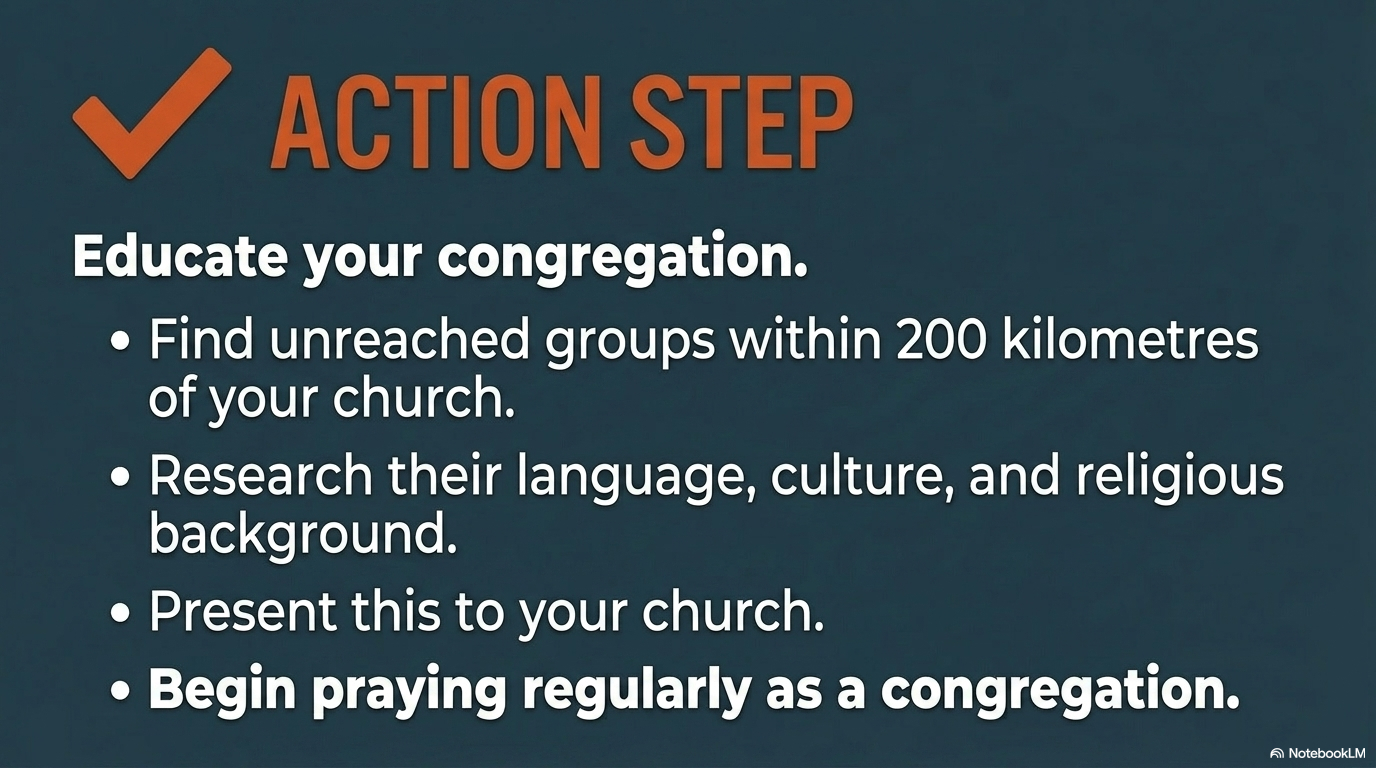 ACTION STEP
Educate your congregation.
• Find unreached groups within 200 kilometres
of your church.
• Research their language, culture, and religious
background.
• Present this to your church.
• Begin praying regularly as a congregation.
NotebookLM